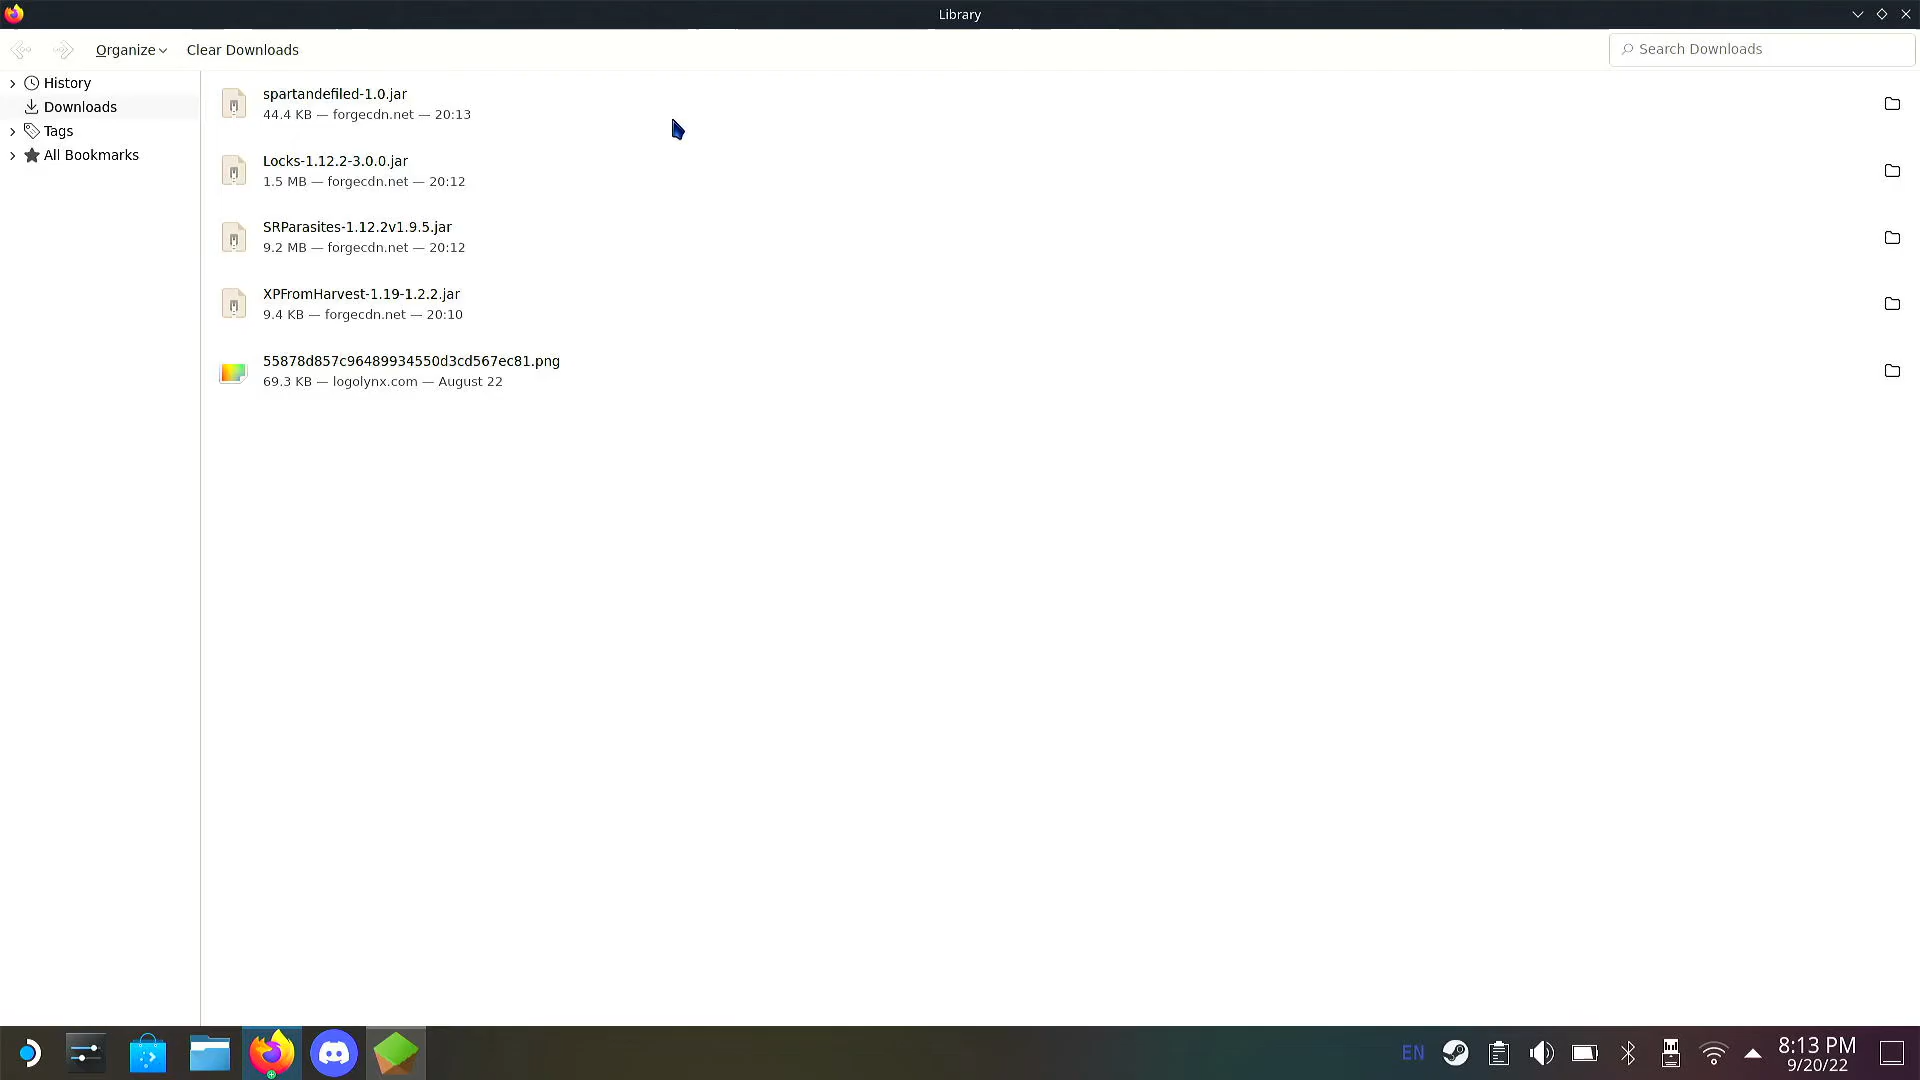 Library
Organize
Clear Downloads
Search Downloads
History
Downloads
Tags
All Bookmarks
spartandefiled-1.0.jar
44.4 KB — forgecdn.net — 20:13
Locks-1.12.2-3.0.0.jar
1.5 MB — forgecdn.net — 20:12
SRParasites-1.12.2v1.9.5.jar
9.2 MB — forgecdn.net — 20:12
XPFromHarvest-1.19-1.2.2.jar
9.4 KB — forgecdn.net — 20:10
55878d857c96489934550d3cd567ec81.png
69.3 KB — logolynx.com — August 22
EN
8:13 PM
9/20/22